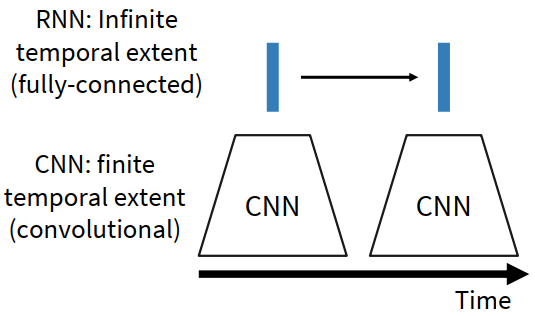 RNN: Infinite
temporal extent
(fully-connected)
CNN: finite
temporal extent
(convolutional)
CNN
CNN
Time